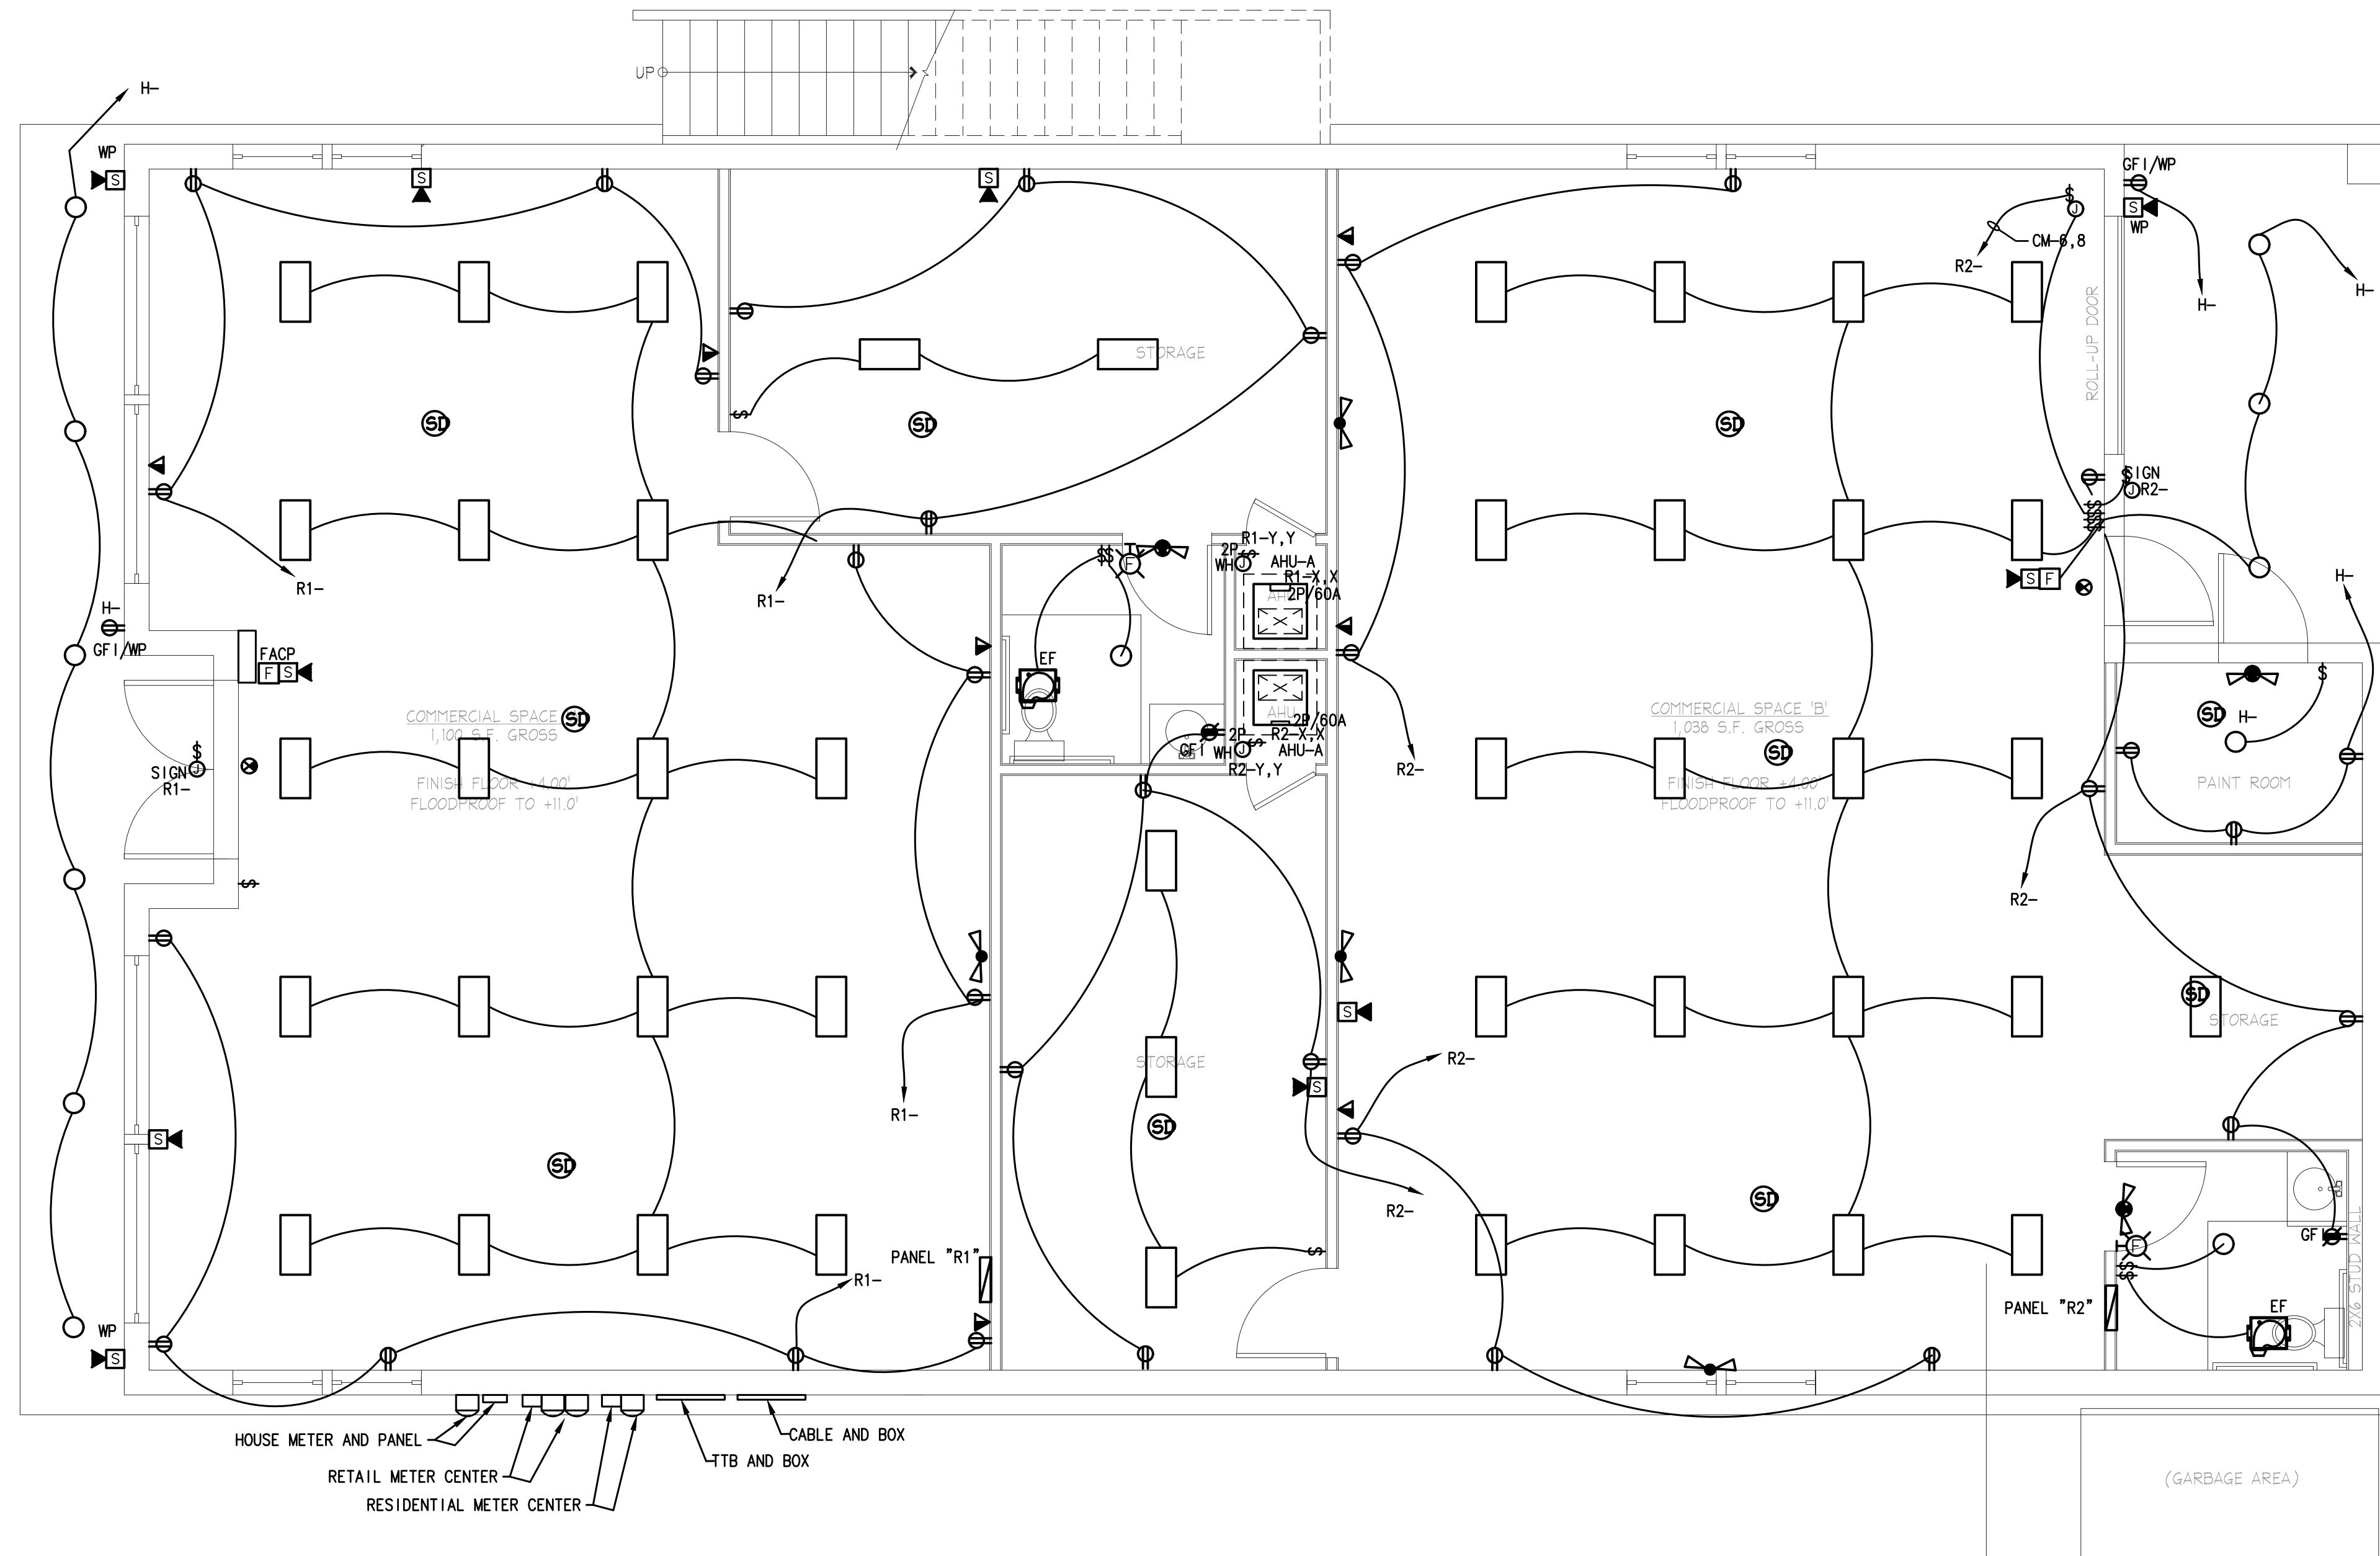 UP
H-
WP
S
S
S
GFI/WP
S
WP
$
J
CM-6,8
R2-
H-
H-
ROLL-UP DOOR
STORAGE
SD
SD
SD
$
SIGN
$
J R2-
$$$$
S F
R1-
R1-
H-
GFI/WP
FACP
F S
$$
F
R1-Y,Y
2P $
WH J
AHU-A
R1-X,X
2P/60A
AHU
EF
AHU
2P/60A
GFI
2P $
R2-X,X
WH J
AHU-A
R2-Y,Y
H-
COMMERCIAL SPACE
1,100 S.F. GROSS
SD
FINISH FLOOR +4.00'
FLOODPROOF TO +11.0'
$
SIGN J
R1-
$
R2-
COMMERCIAL SPACE 'B'
1,038 S.F. GROSS
SD
FINISH FLOOR +4.00'
FLOODPROOF TO +11.0'
$
SD
H-
PAINT ROOM
R2-
SD
STORAGE
S
R1-
S
STORAGE
SD
S
R2-
SD
R2-
SD
$
PANEL "R1"
R1-
GFI
F
$$
PANEL "R2"
EF
2X6 STUD WALL
WP
S
HOUSE METER AND PANEL
RETAIL METER CENTER
RESIDENTIAL METER CENTER
TTB AND BOX
CABLE AND BOX
(GARBAGE AREA)